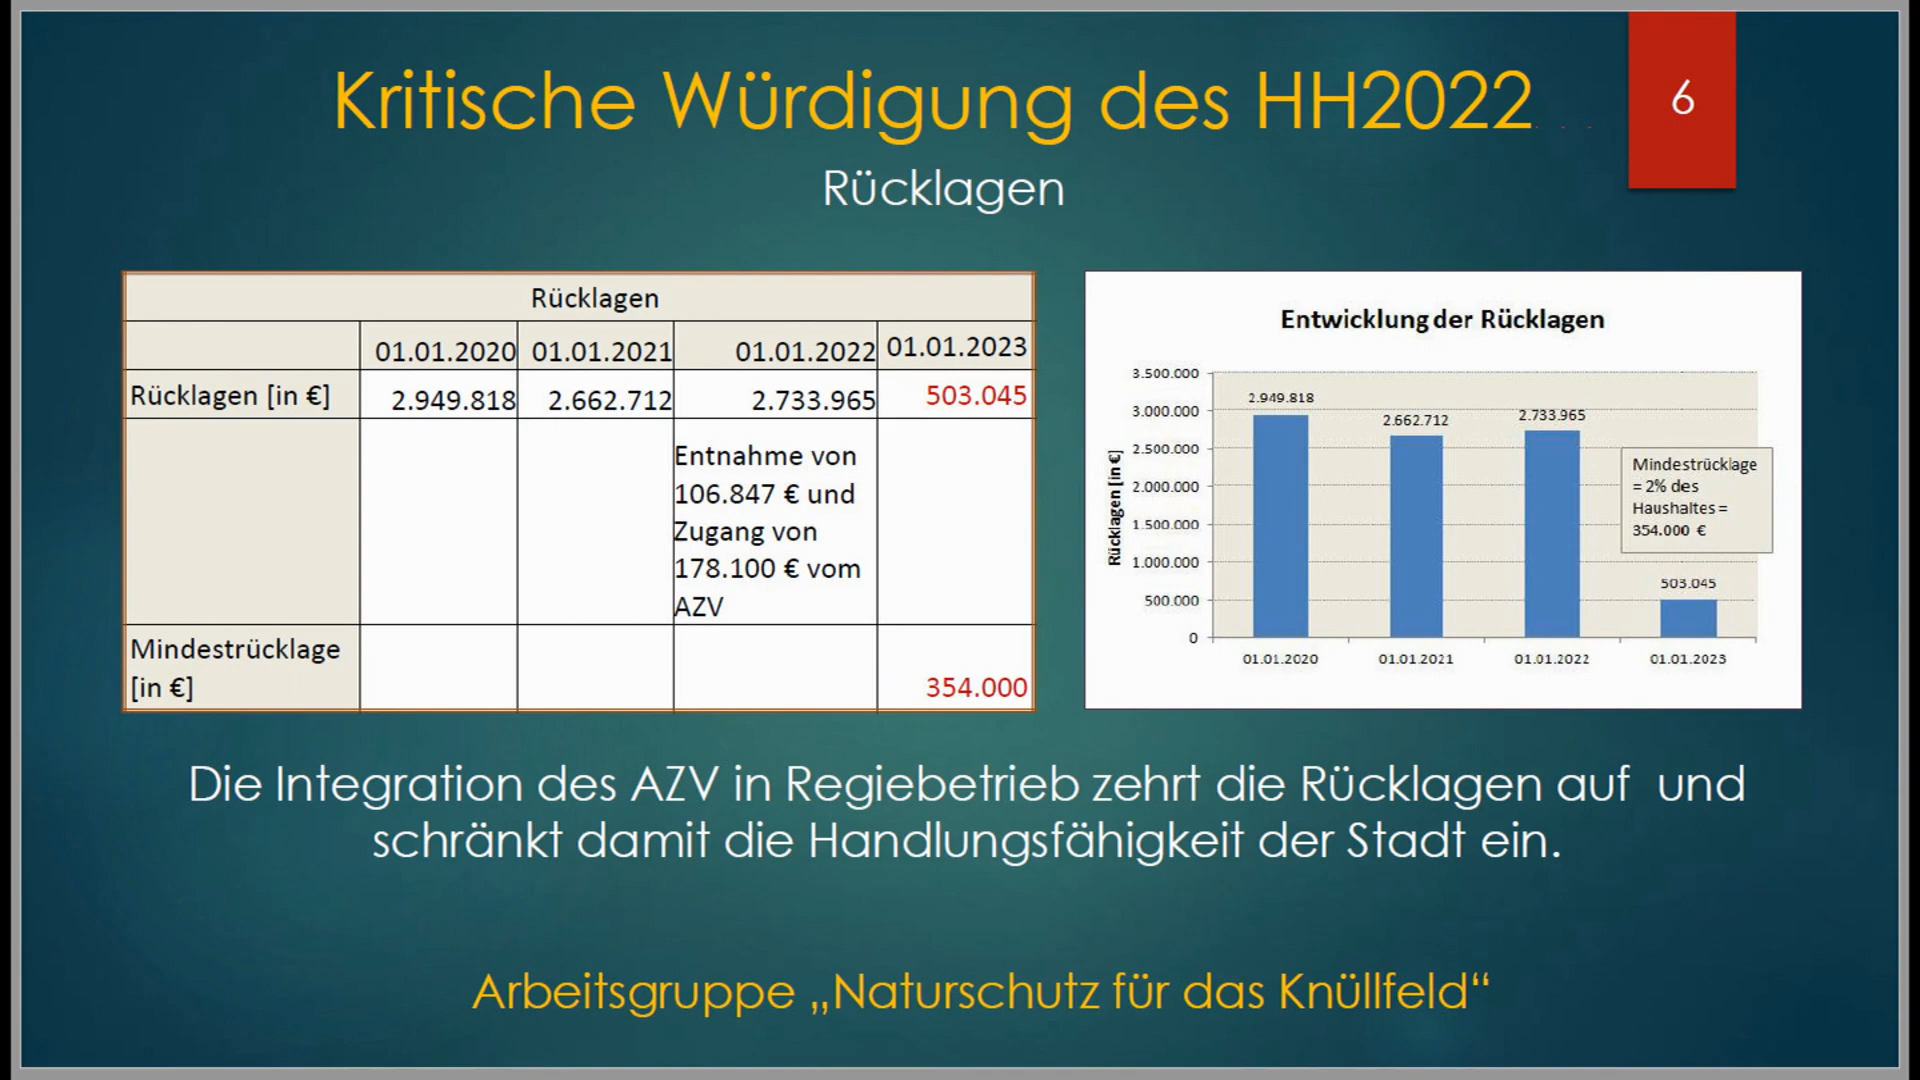 Kritische Würdigung des HH2022
6
Rücklagen
Rücklagen
01.01.2020 01.01.2021 01.01.2022 01.01.2023
Rücklagen [in €] 2.949.818 2.662.712 2.733.965 503.045
Entnahme von
106.847 € und
Zugang von
178.100 € vom
AZV
Mindestrücklage
[in €] 354.000
Entwicklung der Rücklagen
Rücklagen [in €]
3.500.000
3.000.000
2.500.000
2.000.000
1.500.000
1.000.000
500.000
0
2.949.818
2.662.712
2.733.965
503.045
Mindestrücklage
= 2% des
Haushaltes =
354.000 €
01.01.2020 01.01.2021 01.01.2022 01.01.2023
Die Integration des AZV in Regiebetrieb zehrt die Rücklagen auf und
schränkt damit die Handlungsfähigkeit der Stadt ein.
Arbeitsgruppe „Naturschutz für das Knüllfeld“